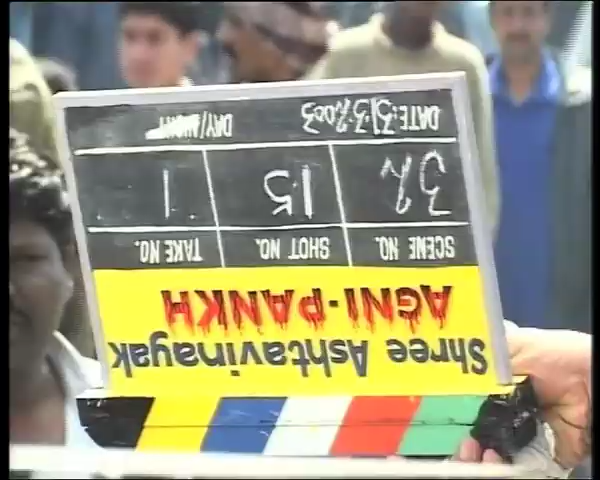 Shree Ashtavinayak
AGNI-PANKH
SCENE NO. SHOT NO. TAKE NO.
32 15 1
DATE:31·3·2003 DAY/NIGHT